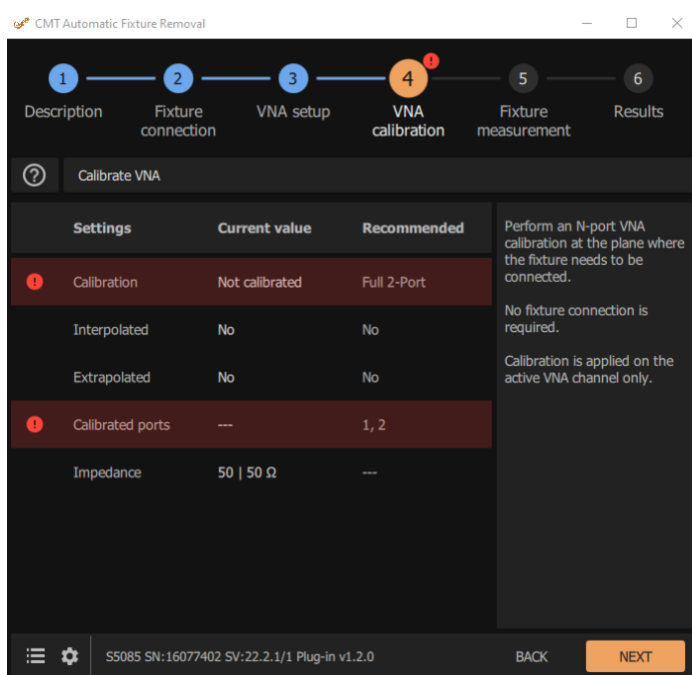 CMT Automatic Fixture Removal
!
1 2 3 4 5 6
Description Fixture connection VNA setup VNA calibration Fixture measurement Results
? Calibrate VNA
Settings Current value Recommended
! Calibration Not calibrated Full 2-Port
Interpolated No No
Extrapolated No No
! Calibrated ports --- 1, 2
Impedance 50 | 50 Ω ---
Perform an N-port VNA
calibration at the plane where
the fixture needs to be
connected.
No fixture connection is
required.
Calibration is applied on the
active VNA channel only.
S5085 SN:16077402 SV:22.2.1/1 Plug-in v1.2.0
BACK NEXT